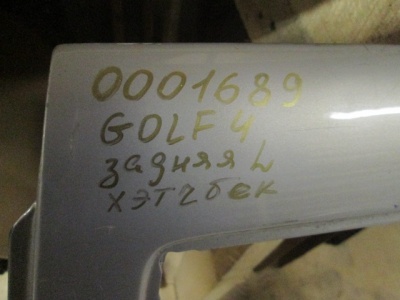 0001689
GOLF 4
задняя L
хэтчбек